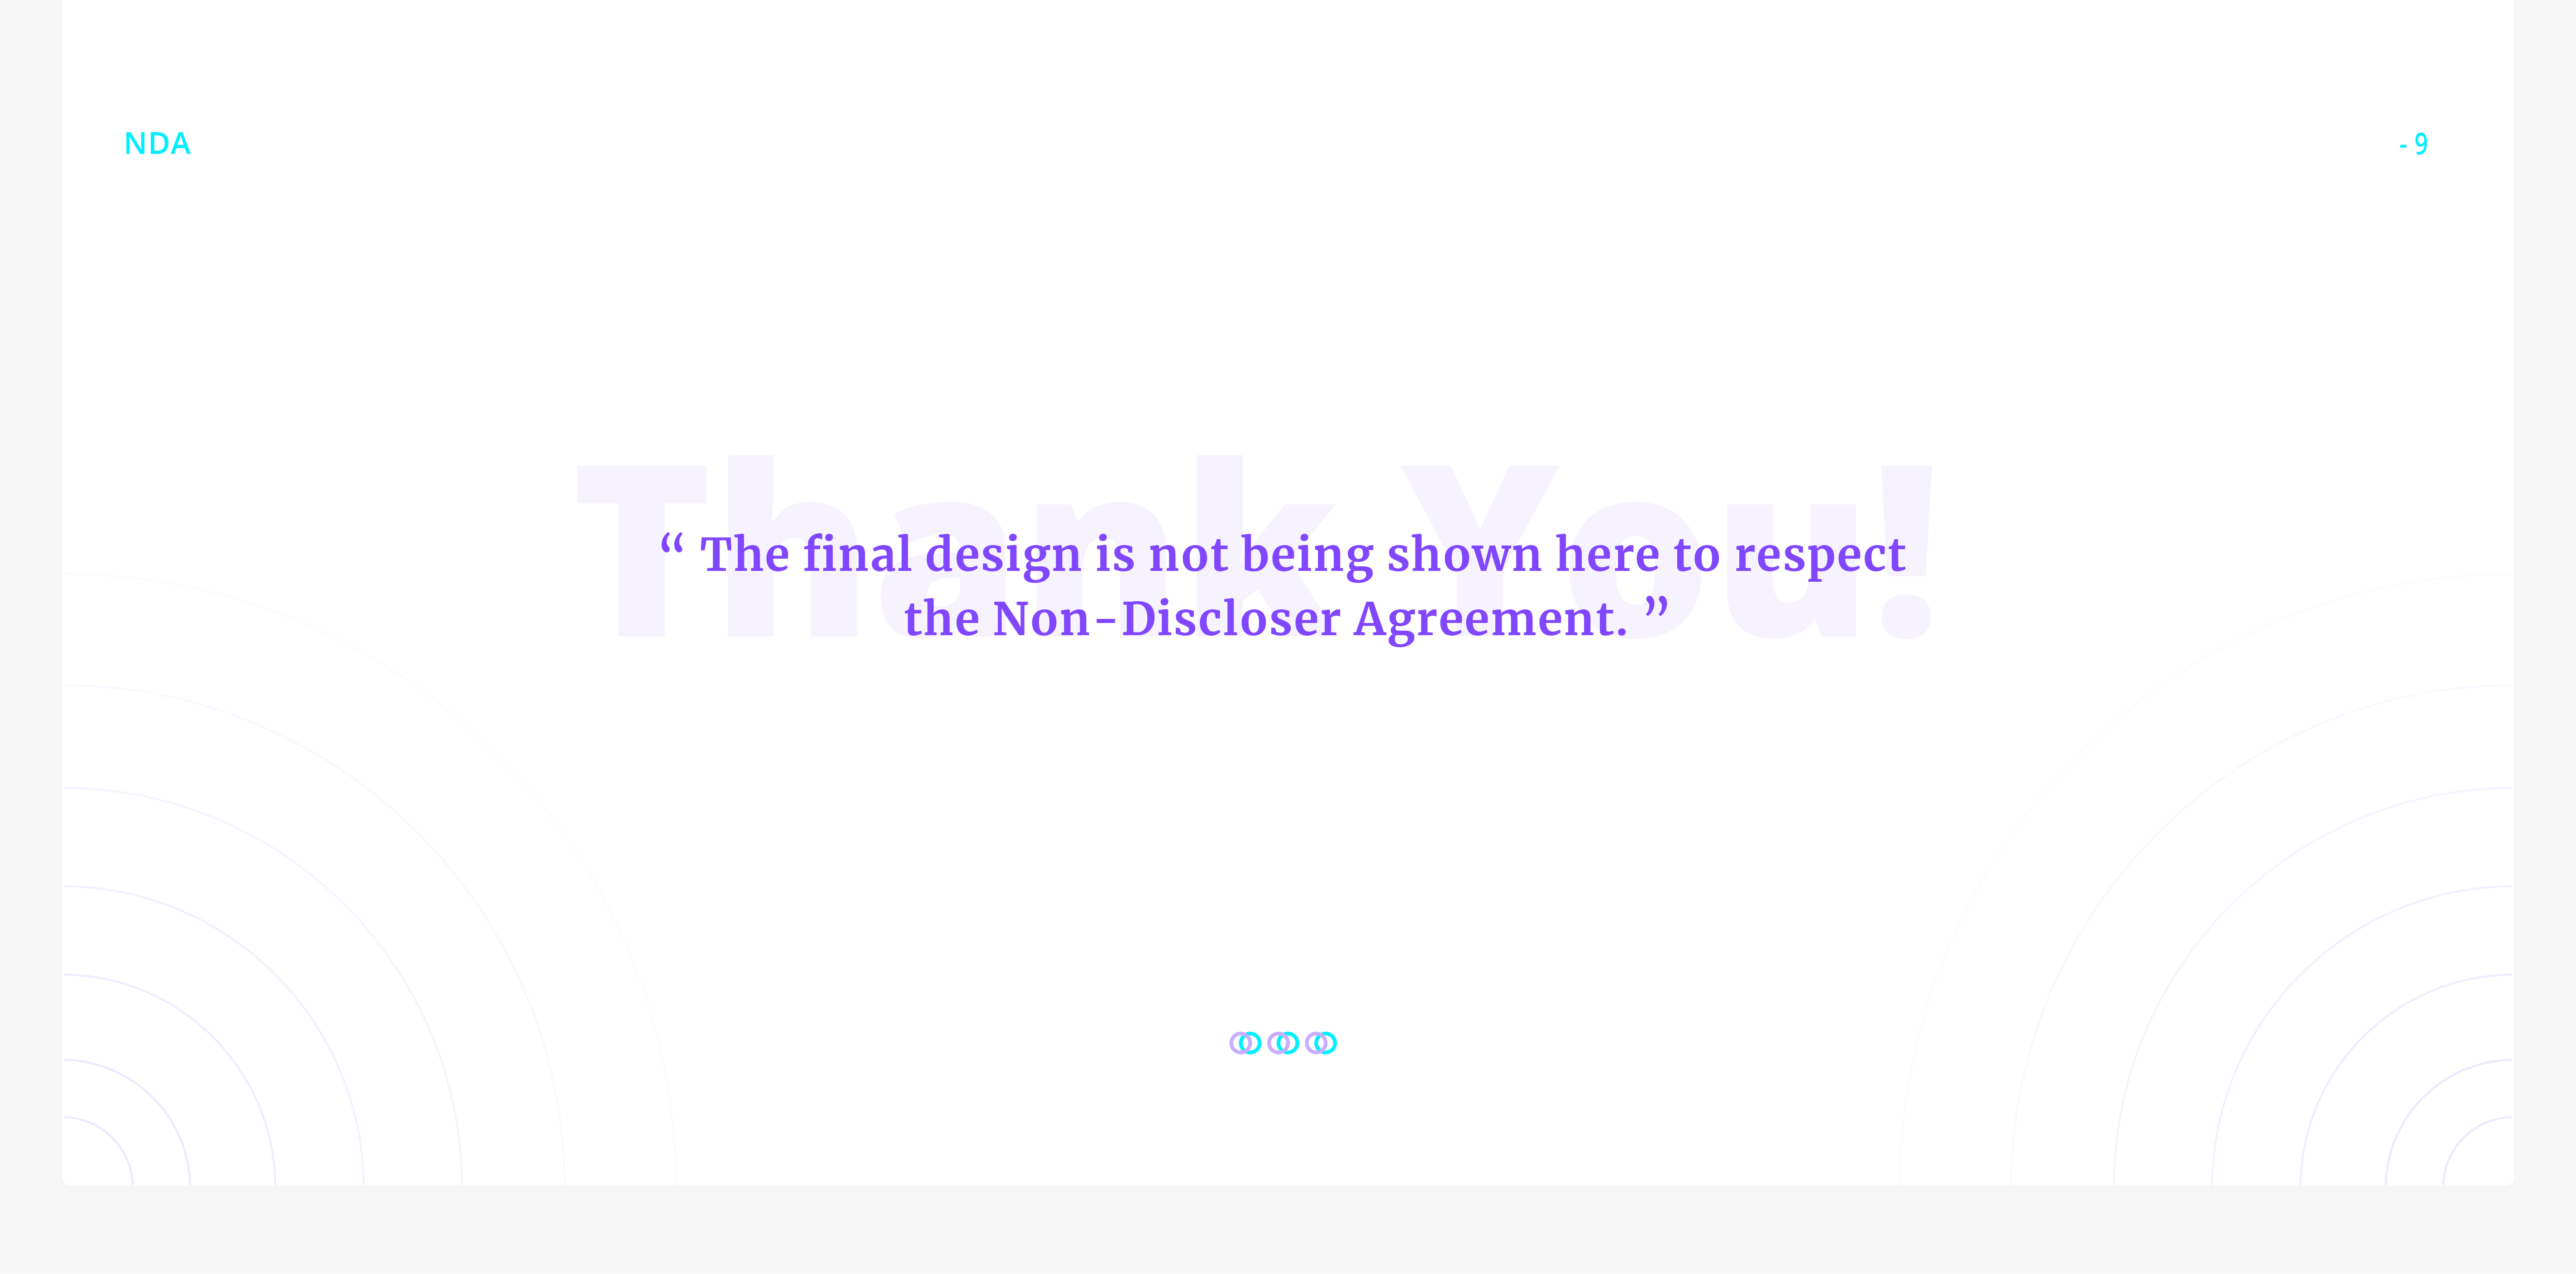 NDA
- 9
Thank You!
“ The final design is not being shown here to respect
the Non-Discloser Agreement. ”